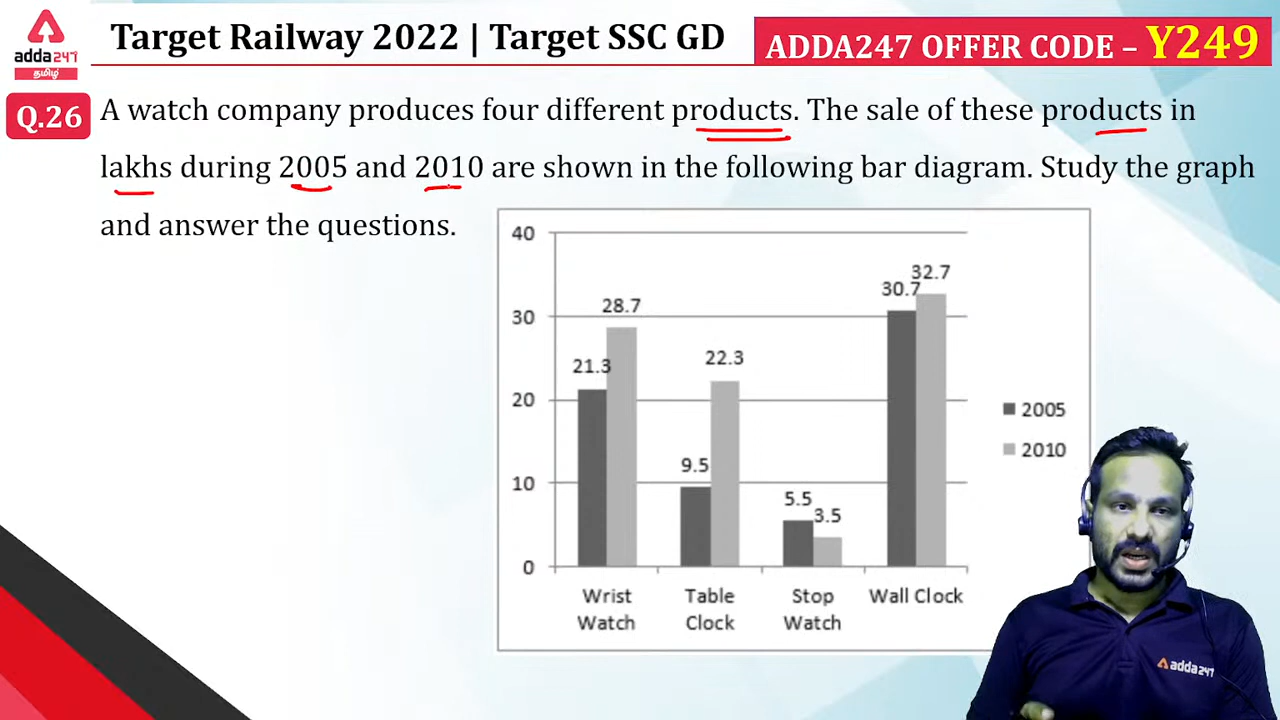 Target Railway 2022 | Target SSC GD
ADDA247 OFFER CODE – Y249
adda247
தமிழ்
Q.26 A watch company produces four different products. The sale of these products in
lakhs during 2005 and 2010 are shown in the following bar diagram. Study the graph
and answer the questions.
40
32.7
30.7
30
28.7
22.3
21.3
20
9.5
10
5.5
3.5
0
2005
2010
Wrist Watch
Table Clock
Stop Watch
Wall Clock
adda247